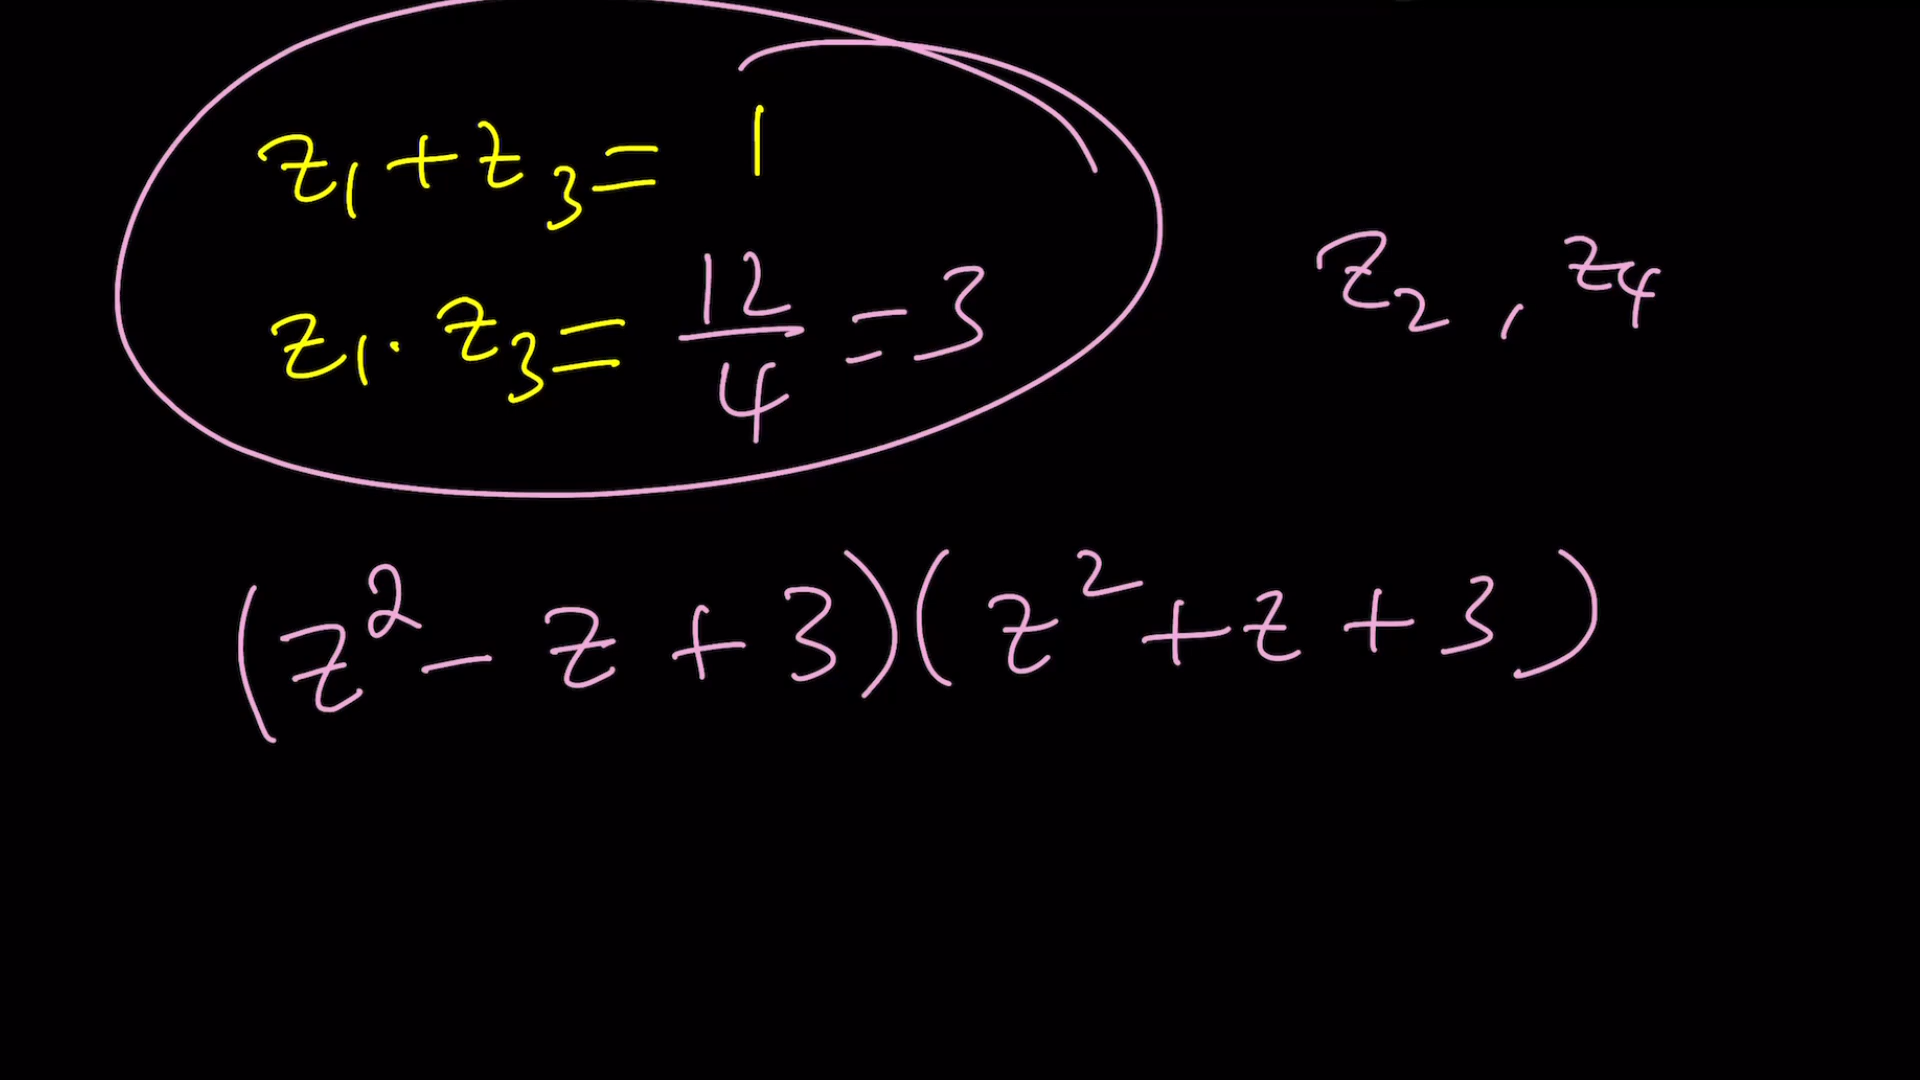 z₁ + z₃ = 1
z₁ · z₃ = 12/4 = 3
z₂ , z₄
(z² − z + 3)(z² + z + 3)